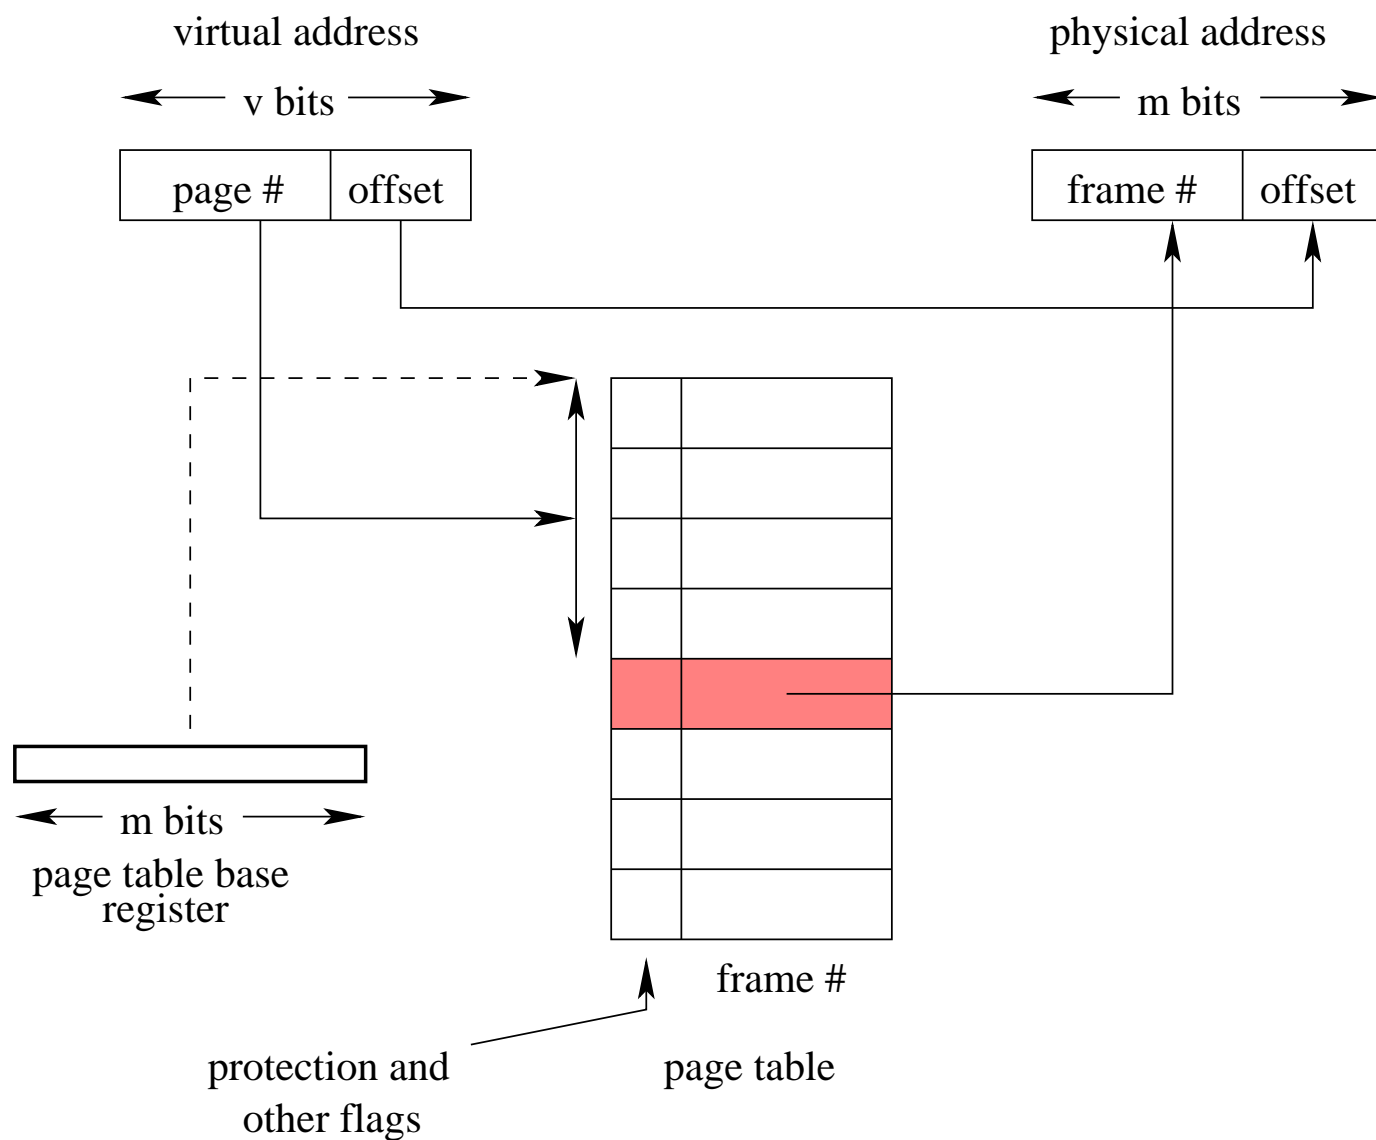 virtual address
physical address
v bits
m bits
page #
offset
frame #
offset
m bits
page table base
register
frame #
protection and
other flags
page table